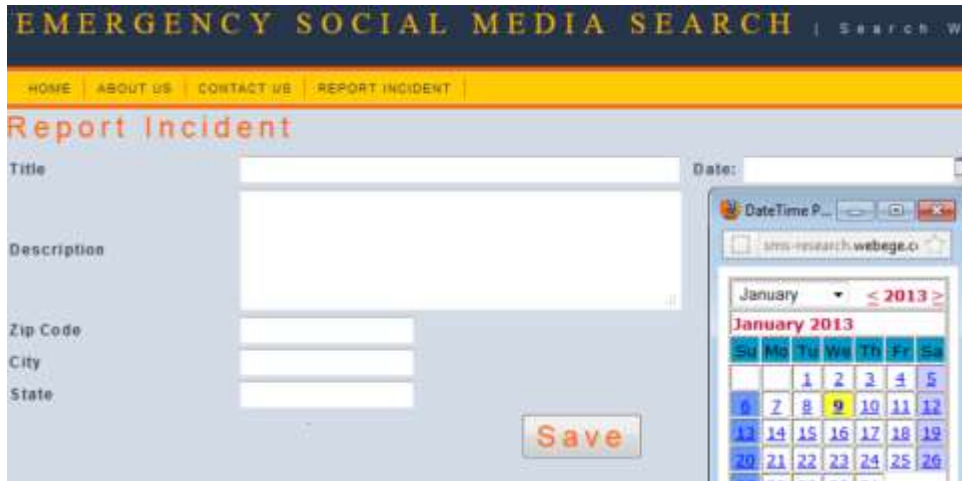 EMERGENCY SOCIAL MEDIA SEARCH | Search W
HOME | ABOUT US | CONTACT US | REPORT INCIDENT |
Report Incident
Title
Date:
DateTime P...
sms-research.webege.c
Description
January < 2013 >
January 2013
Su Mo Tu We Th Fr Sa
1 2 3 4 5
6 7 8 9 10 11 12
13 14 15 16 17 18 19
20 21 22 23 24 25 26
Zip Code
City
State
Save